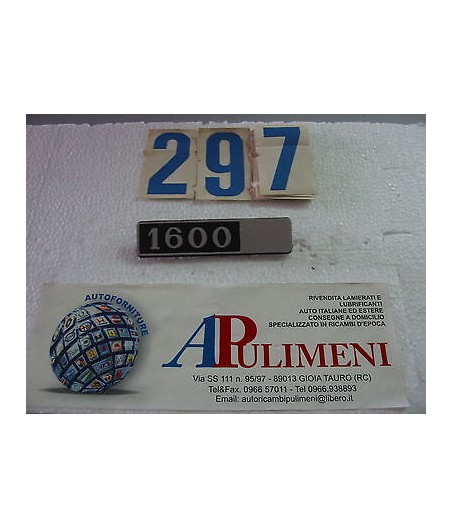 297
1600
AUTOFORNITURE
RIVENDITA LAMIERATI E
LUBRIFICANTI
AUTO ITALIANE ED ESTERE
CONSEGNE A DOMICILIO
SPECIALIZZATO IN RICAMBI D'EPOCA
APULIMENI
Via SS 111 n. 95/97 - 89013 GIOIA TAURO (RC)
Tel&Fax. 0966 57011 - Tel 0966.938893
Email: autoricambipulimeni@libero.it